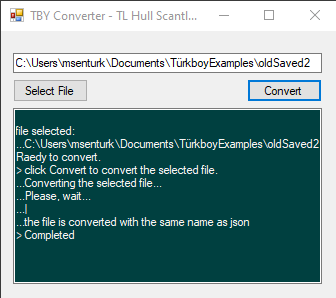 TBY Converter - TL Hull Scantl...
C:\Users\msenturk\Documents\TürkboyExamples\oldSaved2
Select File
Convert
file selected:
...C:\Users\msenturk\Documents\TürkboyExamples\oldSaved2
Raedy to convert.
> click Convert to convert the selected file.
...Converting the selected file...
...Please, wait...
...|
...the file is converted with the same name as json
> Completed